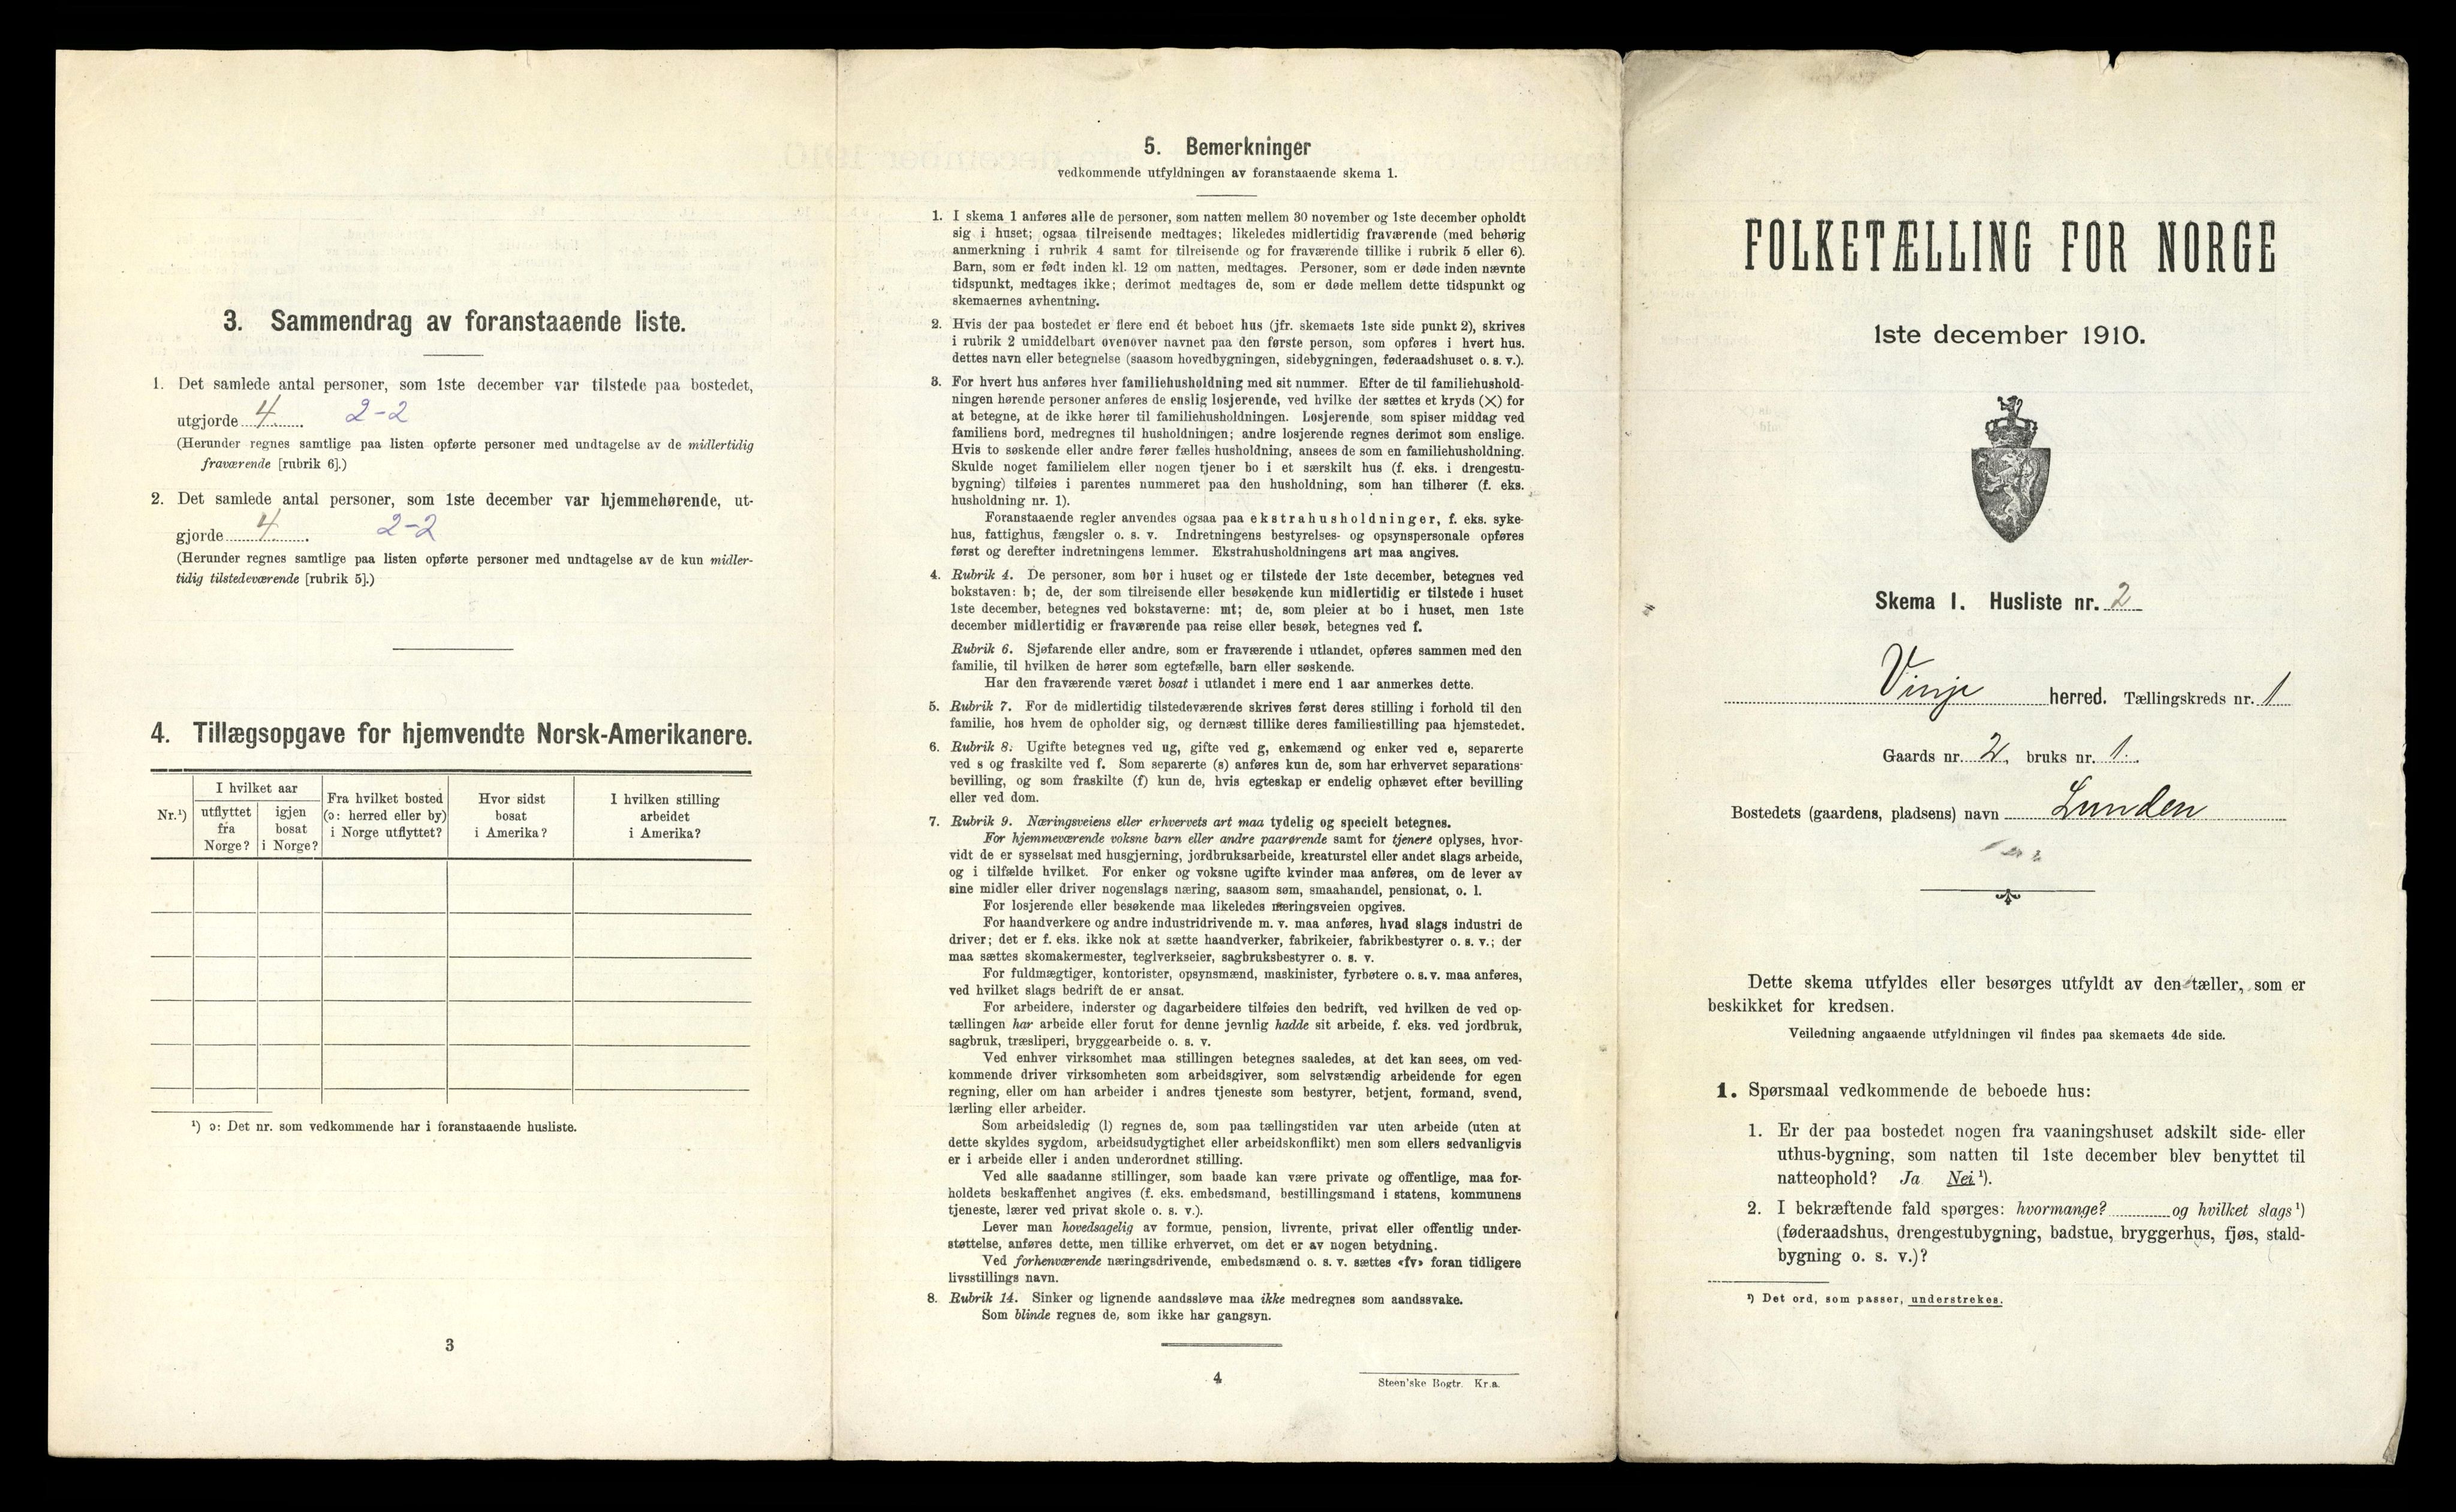 3. Sammendrag av foranstaaende liste.
1. Det samlede antal personer, som 1ste december var tilstede paa bostedet,
utgjorde 4. 2-2
(Herunder regnes samtlige paa listen opførte personer med undtagelse av de midlertidig
fraværende [rubrik 6].)
2. Det samlede antal personer, som 1ste december var hjemmehørende, ut-
gjorde 4. 2-2
(Herunder regnes samtlige paa listen opførte personer med undtagelse av de kun midler-
tidig tilstedeværende [rubrik 5].)
4. Tillægsopgave for hjemvendte Norsk-Amerikanere.
Nr.¹)
I hvilket aar
utflyttet
fra
Norge?
igjen
bosat
i Norge?
Fra hvilket bosted
(ɔ: herred eller by)
i Norge utflyttet?
Hvor sidst
bosat
i Amerika?
I hvilken stilling
arbeidet
i Amerika?
¹) ɔ: Det nr. som vedkommende har i foranstaaende husliste.
3
5. Bemerkninger
vedkommende utfyldningen av foranstaaende skema 1.
1. I skema 1 anføres alle de personer, som natten mellem 30 november og 1ste december opholdt
sig i huset; ogsaa tilreisende medtages; likeledes midlertidig fraværende (med behørig
anmerkning i rubrik 4 samt for tilreisende og for fraværende tillike i rubrik 5 eller 6).
Barn, som er født inden kl. 12 om natten, medtages. Personer, som er døde inden nævnte
tidspunkt, medtages ikke; derimot medtages de, som er døde mellem dette tidspunkt og
skemaernes avhentning.
2. Hvis der paa bostedet er flere end ét beboet hus (jfr. skemaets 1ste side punkt 2), skrives
i rubrik 2 umiddelbart ovenover navnet paa den første person, som opføres i hvert hus.
dettes navn eller betegnelse (saasom hovedbygningen, sidebygningen, føderaadshuset o. s. v.).
3. For hvert hus anføres hver familiehusholdning med sit nummer. Efter de til familiehushold-
ningen hørende personer anføres de enslig losjerende, ved hvilke der sættes et kryds (×) for
at betegne, at de ikke hører til familiehusholdningen. Losjerende, som spiser middag ved
familiens bord, medregnes til husholdningen; andre losjerende regnes derimot som enslige.
Hvis to søskende eller andre fører fælles husholdning, ansees de som en familiehusholdning.
Skulde noget familielem eller nogen tjener bo i et særskilt hus (f. eks. i drengestu-
bygning) tilføies i parentes nummeret paa den husholdning, som han tilhører (f. eks.
husholdning nr. 1).
Foranstaaende regler anvendes ogsaa paa ekstrahusholdninger, f. eks. syke-
hus, fattighus, fængsler o. s. v. Indretningens bestyrelses- og opsynspersonale opføres
først og derefter indretningens lemmer. Ekstrahusholdningens art maa angives.
4. Rubrik 4. De personer, som bor i huset og er tilstede der 1ste december, betegnes ved
bokstaven: b; de, der som tilreisende eller besøkende kun midlertidig er tilstede i huset
1ste december, betegnes ved bokstaverne: mt; de, som pleier at bo i huset, men 1ste
december midlertidig er fraværende paa reise eller besøk, betegnes ved f.
Rubrik 6. Sjøfarende eller andre, som er fraværende i utlandet, opføres sammen med den
familie, til hvilken de hører som egtefælle, barn eller søskende.
Har den fraværende været bosat i utlandet i mere end 1 aar anmerkes dette.
5. Rubrik 7. For de midlertidig tilstedeværende skrives først deres stilling i forhold til den
familie, hos hvem de opholder sig, og dernæst tillike deres familiestilling paa hjemstedet.
6. Rubrik 8. Ugifte betegnes ved ug, gifte ved g, enkemænd og enker ved e, separerte
ved s og fraskilte ved f. Som separerte (s) anføres kun de, som har erhvervet separations-
bevilling, og som fraskilte (f) kun de, hvis egteskap er endelig ophævet efter bevilling
eller ved dom.
7. Rubrik 9. Næringsveiens eller erhvervets art maa tydelig og specielt betegnes.
For hjemmeværende voksne barn eller andre paarørende samt for tjenere oplyses, hvor-
vidt de er sysselsat med husgjerning, jordbruksarbeide, kreaturstel eller andet slags arbeide,
og i tilfælde hvilket. For enker og voksne ugifte kvinder maa anføres, om de lever av
sine midler eller driver nogenslags næring, saasom søm, smaahandel, pensionat, o. l.
For losjerende eller besøkende maa likeledes næringsveien opgives.
For haandverkere og andre industridrivende m. v. maa anføres, hvad slags industri de
driver; det er f. eks. ikke nok at sætte haandverker, fabrikeier, fabrikbestyrer o. s. v.; der
maa sættes skomakermester, teglverkseier, sagbruksbestyrer o. s. v.
For fuldmægtiger, kontorister, opsynsmænd, maskinister, fyrbøtere o. s. v. maa anføres,
ved hvilket slags bedrift de er ansat.
For arbeidere, inderster og dagarbeidere tilføies den bedrift, ved hvilken de ved op-
tællingen har arbeide eller forut for denne jevnlig hadde sit arbeide, f. eks. ved jordbruk,
sagbruk, træsliperi, bryggearbeide o. s. v.
Ved enhver virksomhet maa stillingen betegnes saaledes, at det kan sees, om ved-
kommende driver virksomheten som arbeidsgiver, som selvstændig arbeidende for egen
regning, eller om han arbeider i andres tjeneste som bestyrer, betjent, formand, svend,
lærling eller arbeider.
Som arbeidsledig (l) regnes de, som paa tællingstiden var uten arbeide (uten at
dette skyldes sygdom, arbeidsudygtighet eller arbeidskonflikt) men som ellers sedvanligvis
er i arbeide eller i anden underordnet stilling.
Ved alle saadanne stillinger, som baade kan være private og offentlige, maa for-
holdets beskaffenhet angives (f. eks. embedsmand, bestillingsmand i statens, kommunens
tjeneste, lærer ved privat skole o. s. v.).
Lever man hovedsagelig av formue, pension, livrente, privat eller offentlig under-
støttelse, anføres dette, men tillike erhvervet, om det er av nogen betydning.
Ved forhenværende næringsdrivende, embedsmænd o. s. v. sættes «fv» foran tidligere
livsstillings navn.
8. Rubrik 14. Sinker og lignende aandssløve maa ikke medregnes som aandssvake.
Som blinde regnes de, som ikke har gangsyn.
4
Steen'ske Bogtr. Kr.a.
FOLKETÆLLING FOR NORGE
1ste december 1910.
Skema 1. Husliste nr. 2
Vinje herred. Tællingskreds nr. 1
Gaards nr. 2, bruks nr. 1.
Bostedets (gaardens, pladsens) navn Lunden
Dette skema utfyldes eller besørges utfyldt av den tæller, som er
beskikket for kredsen.
Veiledning angaaende utfyldningen vil findes paa skemaets 4de side.
1. Spørsmaal vedkommende de beboede hus:
1. Er der paa bostedet nogen fra vaaningshuset adskilt side- eller
uthus-bygning, som natten til 1ste december blev benyttet til
natteophold? Ja Nei ¹).
2. I bekræftende fald spørges: hvormange? og hvilket slags ¹)
(føderaadshus, drengestubygning, badstue, bryggerhus, fjøs, stald-
bygning o. s. v.)?
¹) Det ord, som passer, understrekes.